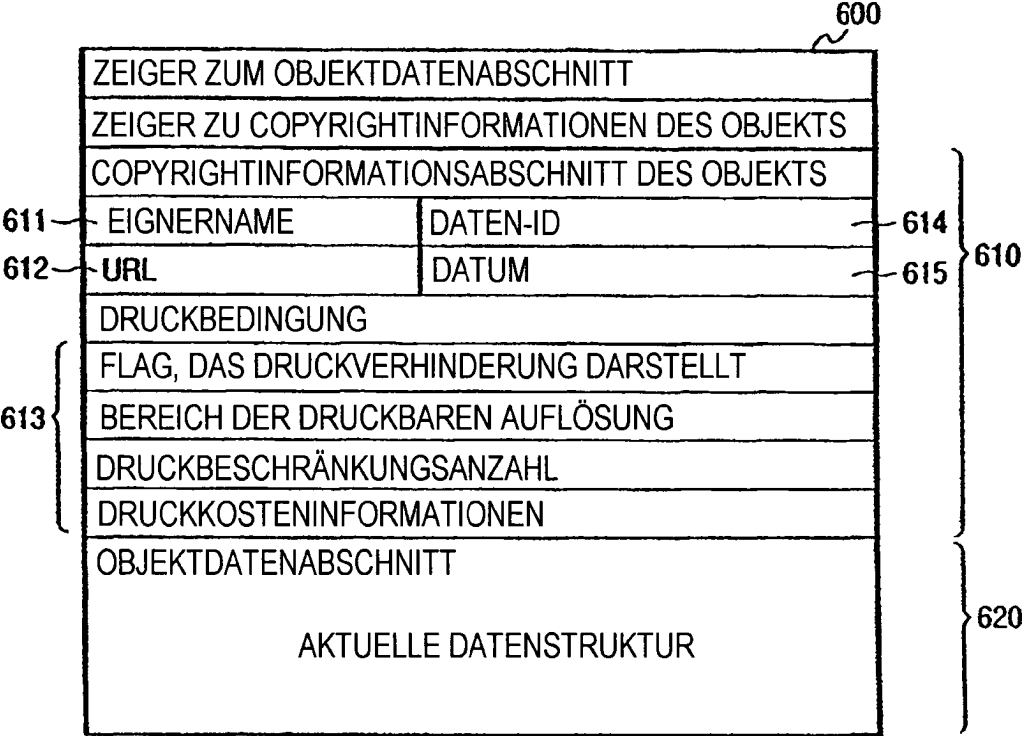 600
ZEIGER ZUM OBJEKTDATENABSCHNITT
ZEIGER ZU COPYRIGHTINFORMATIONEN DES OBJEKTS
COPYRIGHTINFORMATIONSABSCHNITT DES OBJEKTS
611 EIGNERNAME DATEN-ID 614
610
612 URL DATUM 615
DRUCKBEDINGUNG
FLAG, DAS DRUCKVERHINDERUNG DARSTELLT
613 BEREICH DER DRUCKBAREN AUFLÖSUNG
DRUCKBESCHRÄNKUNGSANZAHL
DRUCKKOSTENINFORMATIONEN
OBJEKTDATENABSCHNITT
620
AKTUELLE DATENSTRUKTUR